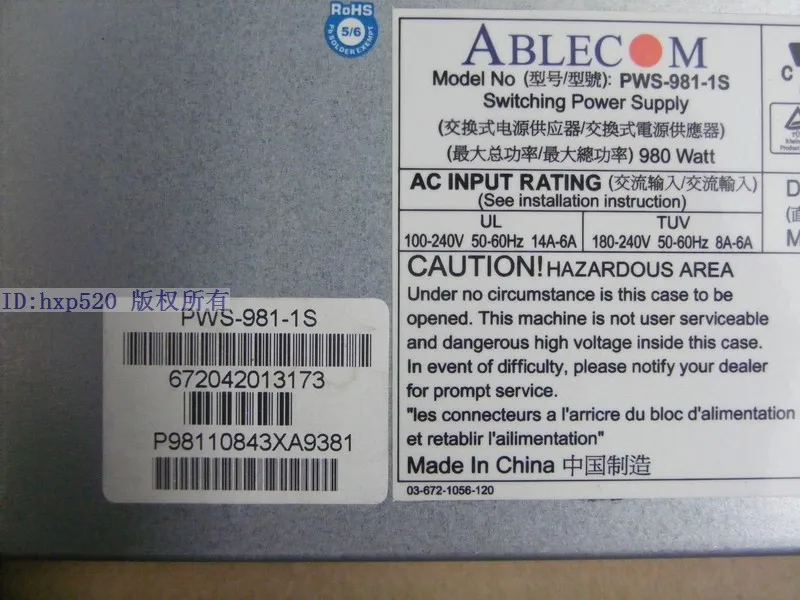 RoHS
5/6
Pb SOLDER EXEMPT
ABLECOM
Model No (型号/型號): PWS-981-1S
Switching Power Supply
(交换式电源供应器/交換式電源供應器)
(最大总功率/最大總功率) 980 Watt
AC INPUT RATING (交流输入/交流輸入)
(See installation instruction)
UL
100-240V 50-60Hz 14A-6A
TUV
180-240V 50-60Hz 8A-6A
CAUTION! HAZARDOUS AREA
Under no circumstance is this case to be
opened. This machine is not user serviceable
and dangerous high voltage inside this case.
In event of difficulty, please notify your dealer
for prompt service.
"les connecteurs a l'arricre du bloc d'alimentation
et retablir l'ailimentation"
Made In China 中国制造
03-672-1056-120
ID:hxp520 版权所有
PWS-981-1S
672042013173
P98110843XA9381